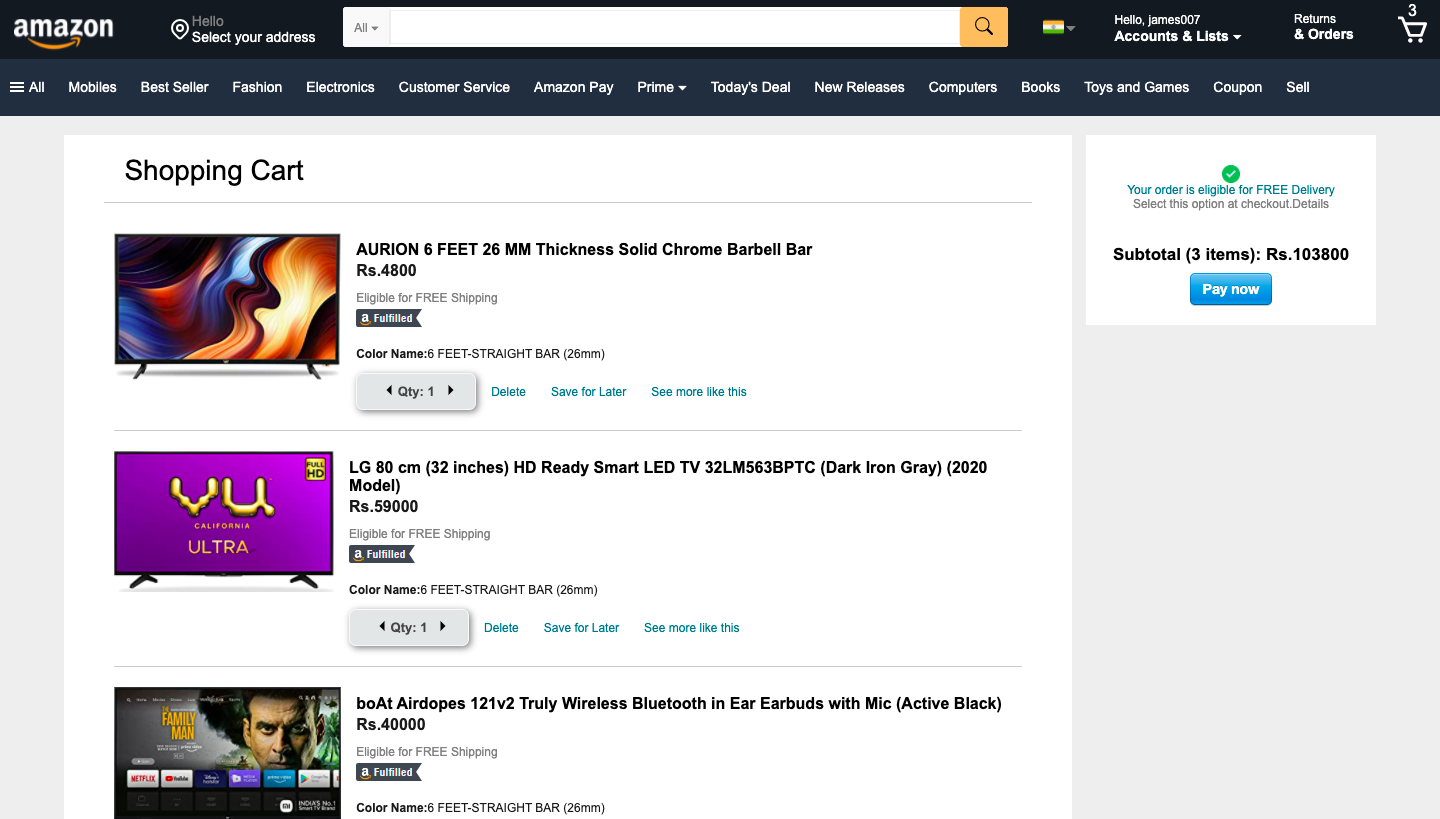 amazon
Hello
Select your address
All
Hello, james007
Accounts & Lists
Returns
& Orders
3
All
Mobiles
Best Seller
Fashion
Electronics
Customer Service
Amazon Pay
Prime
Today's Deal
New Releases
Computers
Books
Toys and Games
Coupon
Sell
Shopping Cart
AURION 6 FEET 26 MM Thickness Solid Chrome Barbell Bar
Rs.4800
Eligible for FREE Shipping
a Fulfilled
Color Name:6 FEET-STRAIGHT BAR (26mm)
Qty: 1
Delete
Save for Later
See more like this
FULL
HD
vu
CALIFORNIA
ULTRA
LG 80 cm (32 inches) HD Ready Smart LED TV 32LM563BPTC (Dark Iron Gray) (2020
Model)
Rs.59000
Eligible for FREE Shipping
a Fulfilled
Color Name:6 FEET-STRAIGHT BAR (26mm)
Qty: 1
Delete
Save for Later
See more like this
THE
FAMILY
MAN
prime video
NETFLIX
YouTube
prime video
INDIA'S No.1
Smart TV Brand
boAt Airdopes 121v2 Truly Wireless Bluetooth in Ear Earbuds with Mic (Active Black)
Rs.40000
Eligible for FREE Shipping
a Fulfilled
Color Name:6 FEET-STRAIGHT BAR (26mm)
Your order is eligible for FREE Delivery
Select this option at checkout.Details
Subtotal (3 items): Rs.103800
Pay now